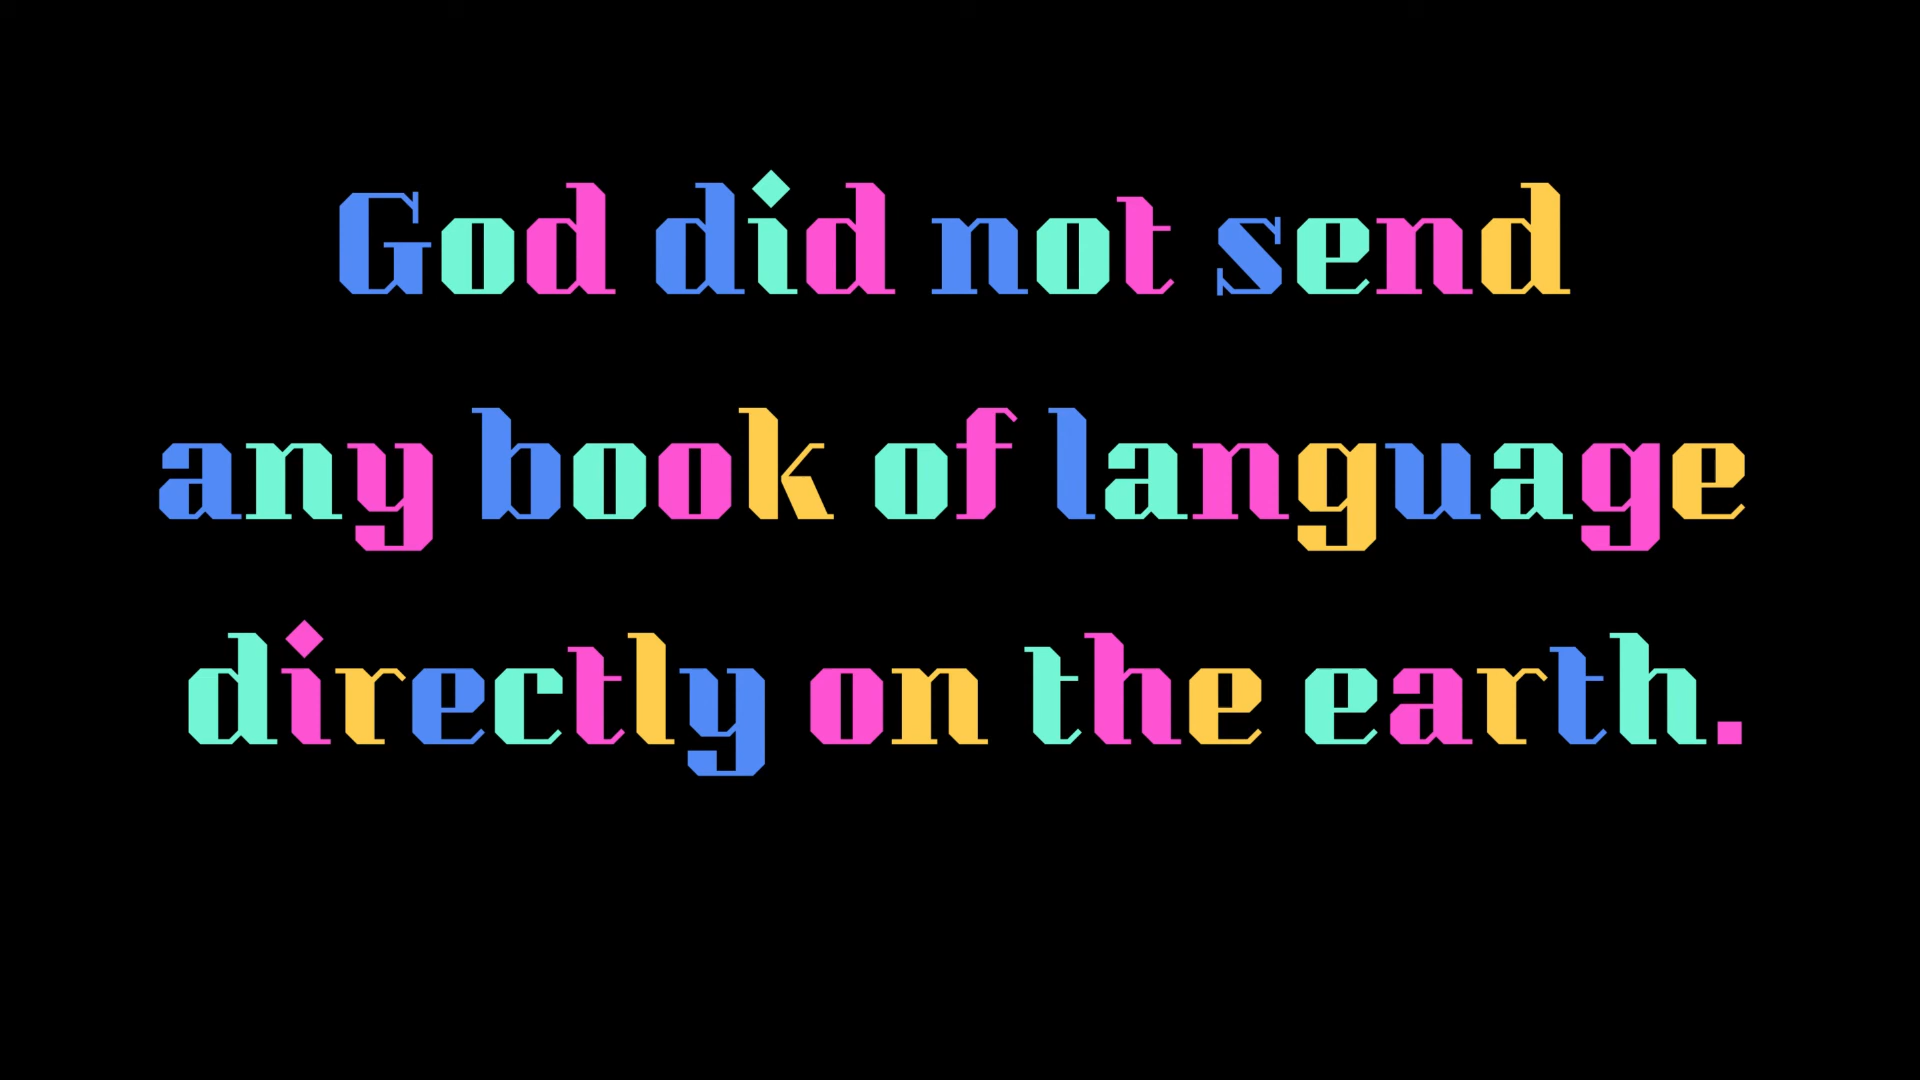 God did not send
any book of language
directly on the earth.